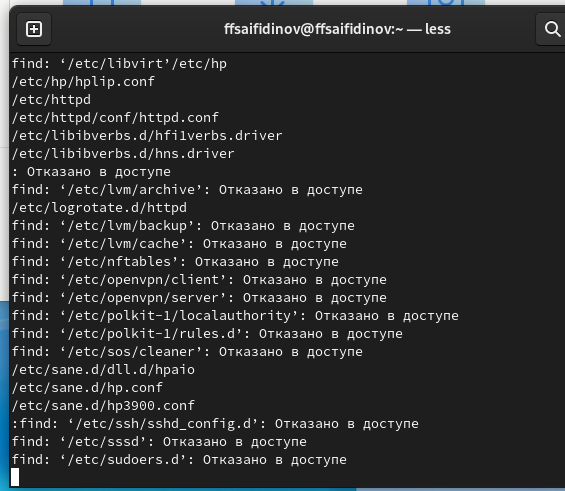 ffsaifidinov@ffsaifidinov:~ — less
find: ‘/etc/libvirt’/etc/hp
/etc/hp/hplip.conf
/etc/httpd
/etc/httpd/conf/httpd.conf
/etc/libibverbs.d/hfi1verbs.driver
/etc/libibverbs.d/hns.driver
: Отказано в доступе
find: ‘/etc/lvm/archive’: Отказано в доступе
/etc/logrotate.d/httpd
find: ‘/etc/lvm/backup’: Отказано в доступе
find: ‘/etc/lvm/cache’: Отказано в доступе
find: ‘/etc/nftables’: Отказано в доступе
find: ‘/etc/openvpn/client’: Отказано в доступе
find: ‘/etc/openvpn/server’: Отказано в доступе
find: ‘/etc/polkit-1/localauthority’: Отказано в доступе
find: ‘/etc/polkit-1/rules.d’: Отказано в доступе
find: ‘/etc/sos/cleaner’: Отказано в доступе
/etc/sane.d/dll.d/hpaio
/etc/sane.d/hp.conf
/etc/sane.d/hp3900.conf
:find: ‘/etc/ssh/sshd_config.d’: Отказано в доступе
find: ‘/etc/sssd’: Отказано в доступе
find: ‘/etc/sudoers.d’: Отказано в доступе